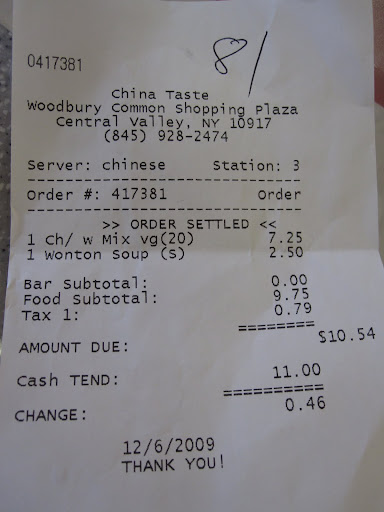 81
0417381
China Taste
Woodbury Common Shopping Plaza
Central Valley, NY 10917
(845) 928-2474
Server: chinese Station: 3
Order #: 417381 Order
>> ORDER SETTLED <<
1 Ch/ w Mix vg(20) 7.25
1 Wonton Soup (S) 2.50
Bar Subtotal: 0.00
Food Subtotal: 9.75
Tax 1: 0.79
========
AMOUNT DUE: $10.54
Cash TEND: 11.00
==========
CHANGE: 0.46
12/6/2009
THANK YOU!